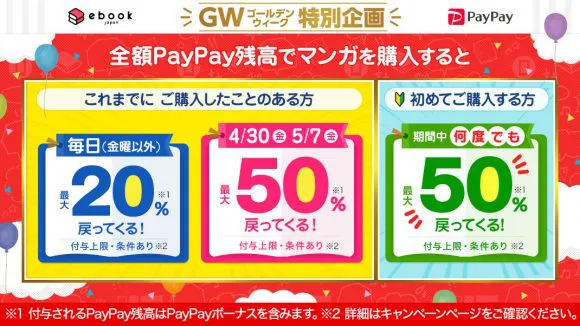 ebook
japan
GW
ゴールデン
ウィーク
特別企画
PayPay
全額PayPay残高でマンガを購入すると
これまでに ご購入したことのある方
毎日(金曜以外)
最大20%※1
戻ってくる!
付与上限・条件あり※2
4/30金 5/7金
最大50%※1
戻ってくる!
付与上限・条件あり※2
初めてご購入する方
期間中 何度でも
最大50%※1
戻ってくる!
付与上限・条件あり※2
※1 付与されるPayPay残高はPayPayボーナスを含みます。※2 詳細はキャンペーンページをご確認ください。